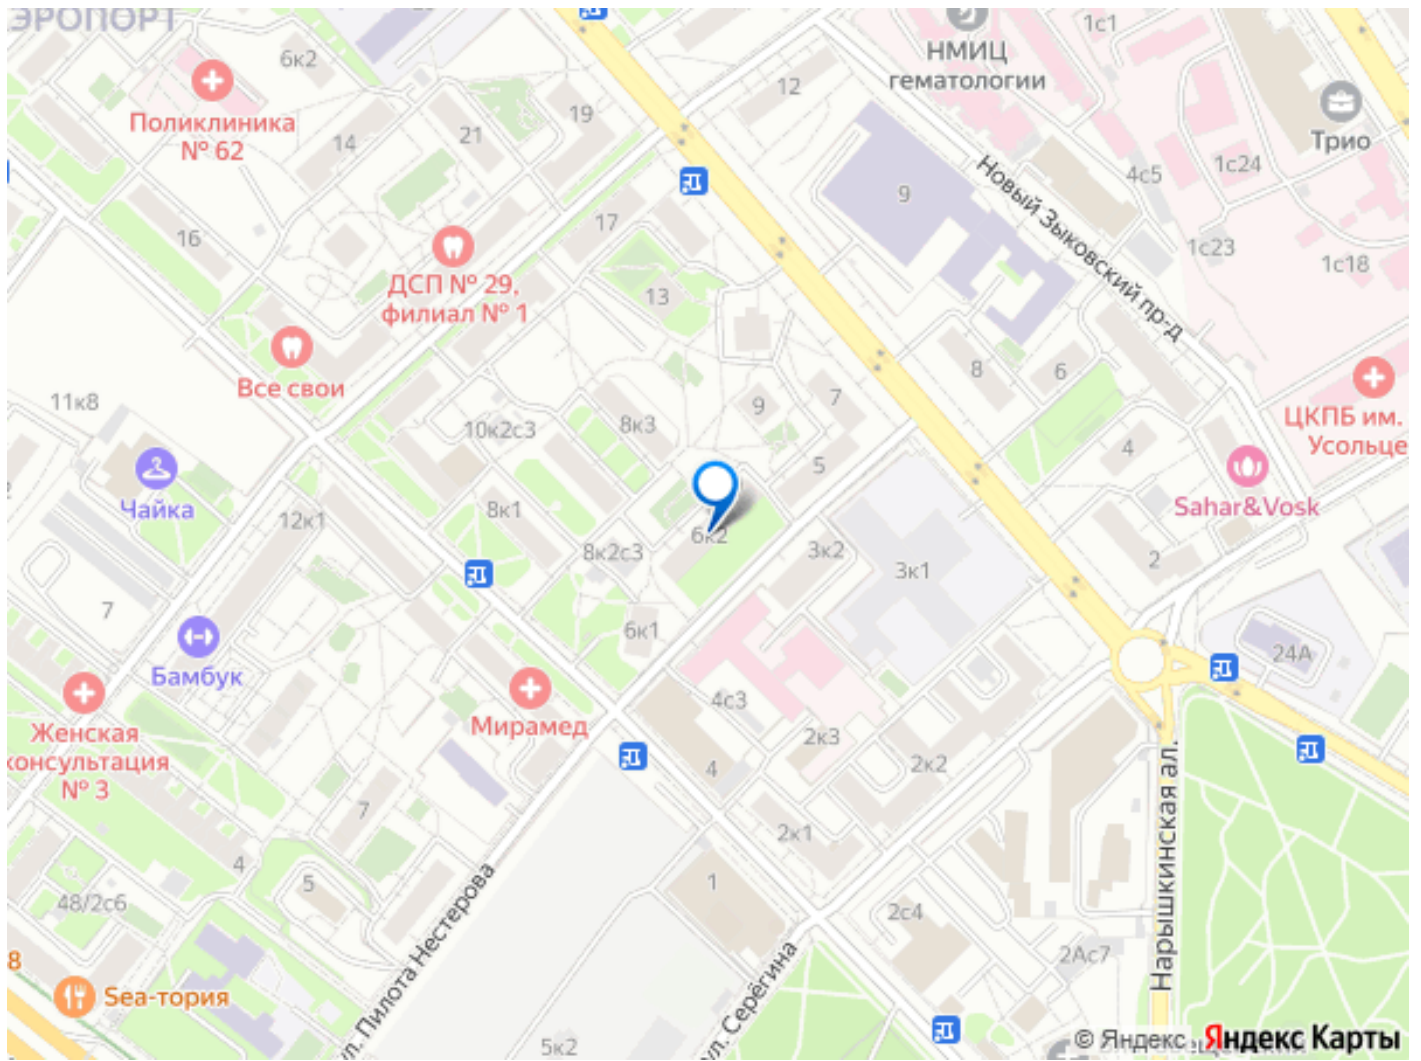 ЭРОПОРТ
6к2
НМИЦ
гематологии
1с1
Поликлиника
№ 62
14
21
19
12
Трио
4с5
1с24
Новый Зыковский пр-д
9
16
17
1с23
1с18
ДСП № 29,
филиал № 1
13
Все свои
8
6
11к8
10к2с3
8к3
9
7
ЦКПБ им.
Усольце
Чайка
12к1
8к1
5
4
Sahar&Vosk
6к2
8к2с3
3к2
3к1
2
7
Бамбук
6к1
24А
Женская
консультация
№ 3
Мирамед
4с3
2к3
2к2
4
7
2к1
Нарышкинская ал.
4
5
1
48/2с6
2с4
2Ас7
8
Sea-тория
ул. Пилота Нестерова
ул. Серёгина
5к2
© Яндекс
Яндекс Карты